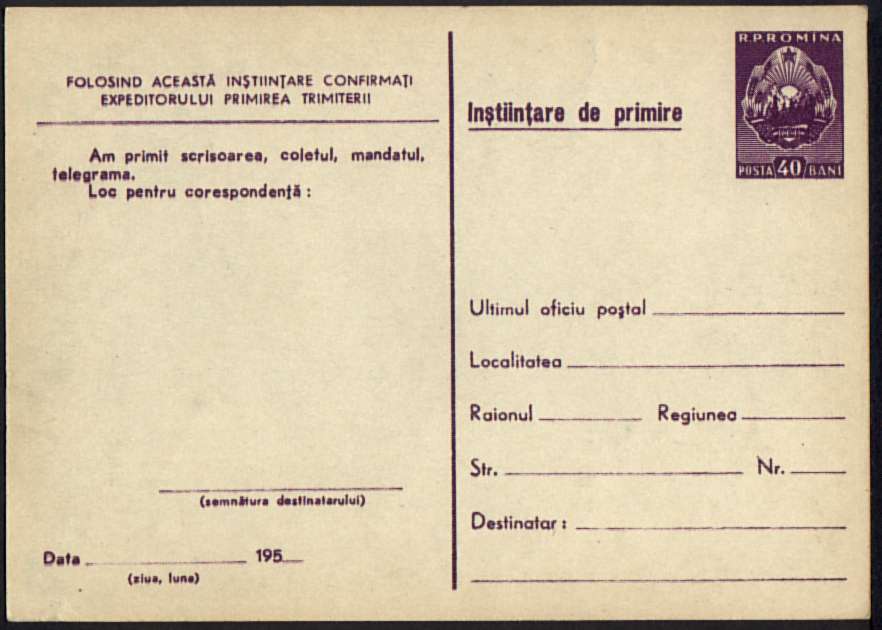 FOLOSIND ACEASTĂ INȘTIINȚARE CONFIRMAȚI
EXPEDITORULUI PRIMIREA TRIMITERII
Am primit scrisoarea, coletul, mandatul,
telegrama.
Loc pentru corespondență :
(semnătura destinatarului)
Data 195
(ziua, luna)
R.P.ROMINA
POSTA 40 BANI
Inștiințare de primire
Ultimul oficiu poștal
Localitatea
Raionul Regiunea
Str. Nr.
Destinatar :